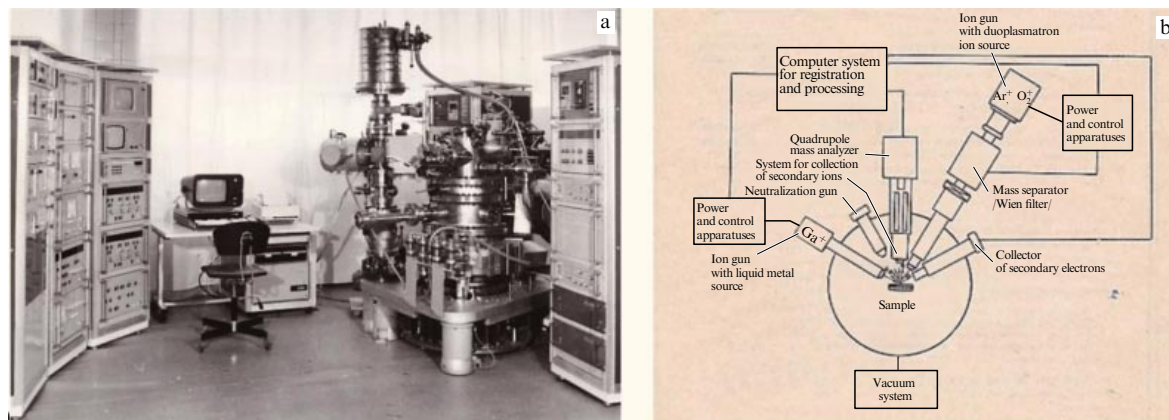 a
b
Ion gun
with duoplasmatron
ion source
Computer system
for registration
and processing
Ar⁺ O₂⁺
Power
and control
apparatuses
Quadrupole
mass analyzer
System for collection
of secondary ions
Neutralization gun
Mass separator
/Wien filter/
Power
and control
apparatuses
Ga⁺
Ion gun
with liquid metal
source
Collector
of secondary electrons
Sample
Vacuum
system